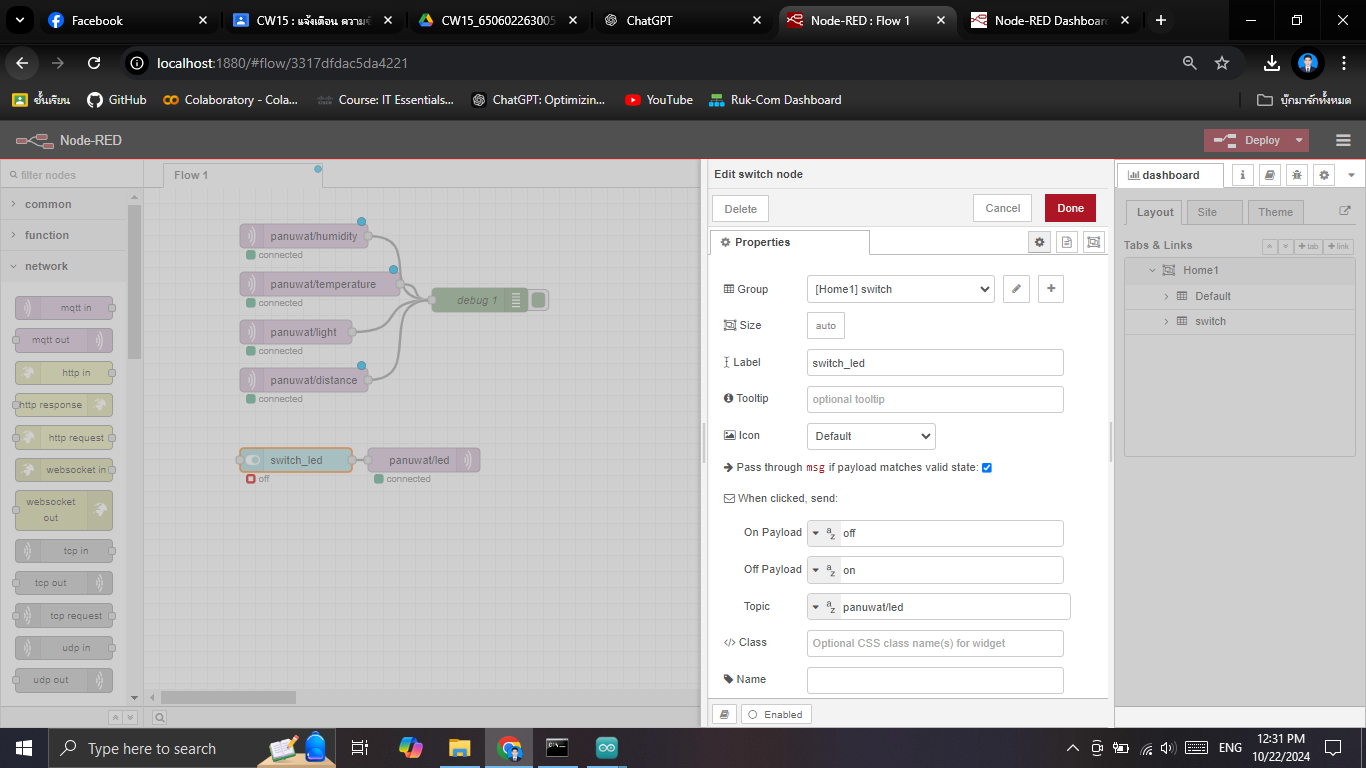 Facebook
CW15 : แจ้งเตือน ความช
CW15_650602263005
ChatGPT
Node-RED : Flow 1
Node-RED Dashboard
localhost:1880/#flow/3317dfdac5da4221
ชั้นเรียน
GitHub
Colaboratory - Cola...
Course: IT Essentials...
ChatGPT: Optimizin...
YouTube
Ruk-Com Dashboard
บุ๊กมาร์กทั้งหมด
Node-RED
Deploy
filter nodes
common
function
network
mqtt in
mqtt out
http in
http response
http request
websocket in
websocket
out
tcp in
tcp out
tcp request
udp in
udp out
Flow 1
panuwat/humidity
connected
panuwat/temperature
connected
panuwat/light
connected
panuwat/distance
connected
debug 1
switch_led
off
panuwat/led
connected
Edit switch node
Delete
Cancel
Done
Properties
Group
[Home1] switch
Size
auto
Label
switch_led
Tooltip
optional tooltip
Icon
Default
Pass through msg if payload matches valid state:
When clicked, send:
On Payload
off
Off Payload
on
Topic
panuwat/led
Class
Optional CSS class name(s) for widget
Name
Enabled
dashboard
Layout
Site
Theme
Tabs & Links
+ tab
+ link
Home1
Default
switch
Type here to search
ENG
12:31 PM
10/22/2024